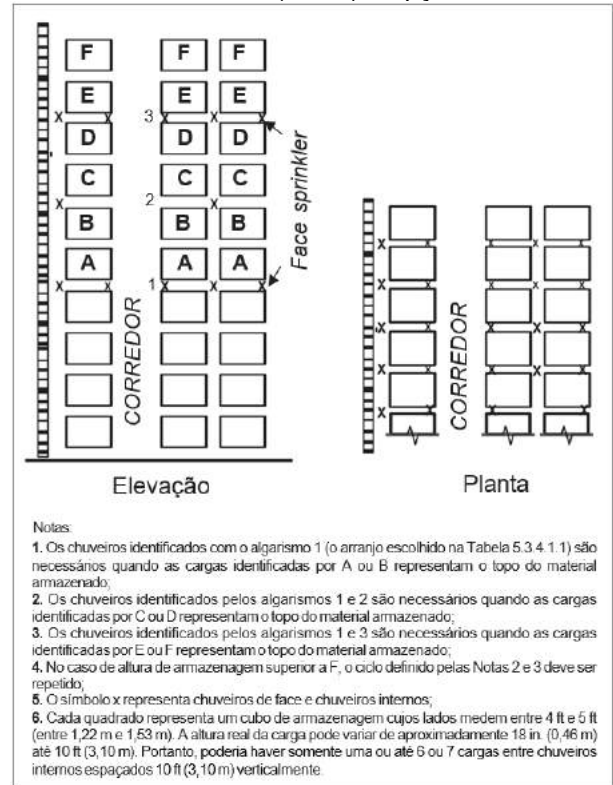 F F F
E E E
3
D D D
C C C
2
B B B
A A A
1
Face sprinkler
CORREDOR
CORREDOR
Elevação
Planta
Notas:
1. Os chuveiros identificados com o algarismo 1 (o arranjo escolhido na Tabela 5.3.4.1.1) são
necessários quando as cargas identificadas por A ou B representam o topo do material
armazenado;
2. Os chuveiros identificados pelos algarismos 1 e 2 são necessários quando as cargas
identificadas por C ou D representam o topo do material armazenado;
3. Os chuveiros identificados pelos algarismos 1 e 3 são necessários quando as cargas
identificadas por E ou F representam o topo do material armazenado;
4. No caso de altura de armazenagem superior a F, o ciclo definido pelas Notas 2 e 3 deve ser
repetido;
5. O símbolo x representa chuveiros de face e chuveiros internos;
6. Cada quadrado representa um cubo de armazenagem cujos lados medem entre 4 ft e 5 ft
(entre 1,22 m e 1,53 m). A altura real da carga pode variar de aproximadamente 18 in. (0,46 m)
até 10 ft (3,10 m). Portanto, poderia haver somente uma ou até 6 ou 7 cargas entre chuveiros
internos espaçados 10 ft (3,10 m) verticalmente.